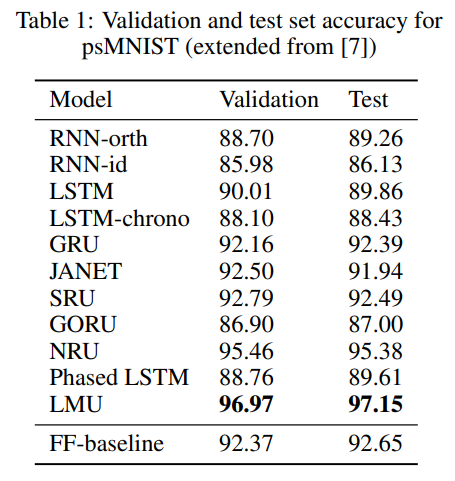 Table 1: Validation and test set accuracy for
psMNIST (extended from [7])
Model Validation Test
RNN-orth 88.70 89.26
RNN-id 85.98 86.13
LSTM 90.01 89.86
LSTM-chrono 88.10 88.43
GRU 92.16 92.39
JANET 92.50 91.94
SRU 92.79 92.49
GORU 86.90 87.00
NRU 95.46 95.38
Phased LSTM 88.76 89.61
LMU 96.97 97.15
FF-baseline 92.37 92.65